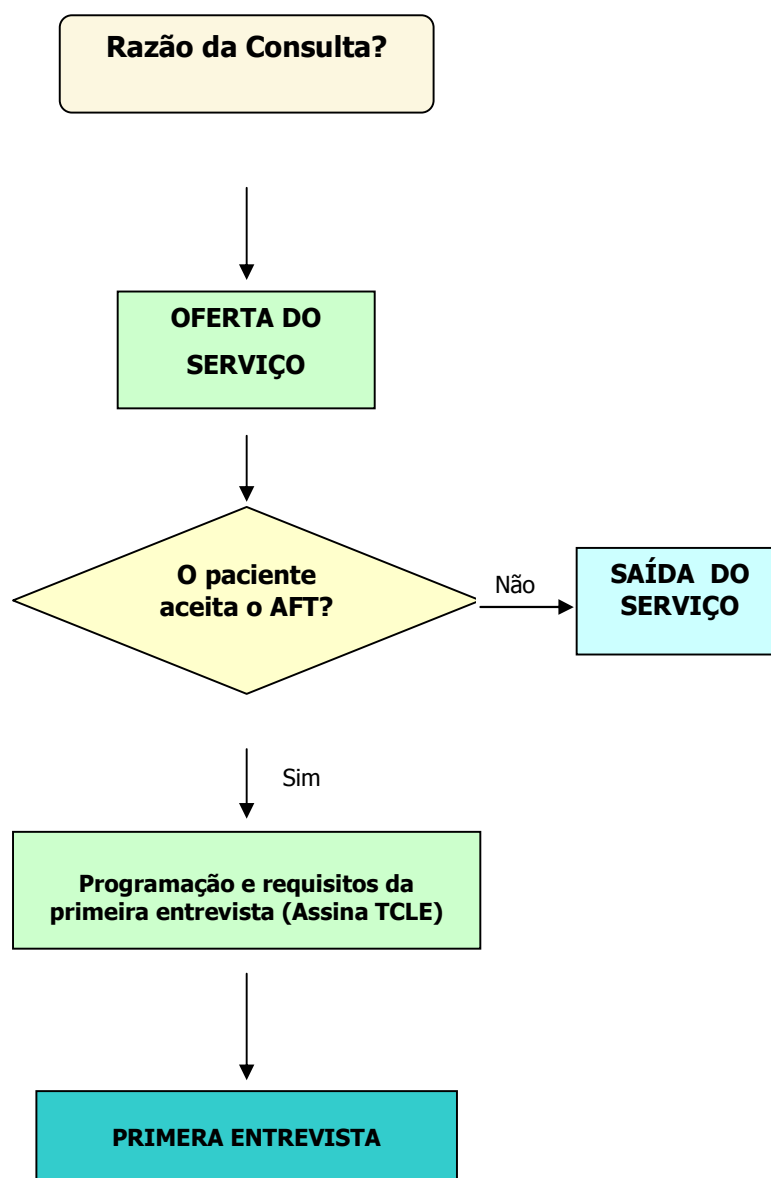 Razão da Consulta?
OFERTA DO
SERVIÇO
O paciente
aceita o AFT?
Não
SAÍDA DO
SERVIÇO
Sim
Programação e requisitos da
primeira entrevista (Assina TCLE)
PRIMERA ENTREVISTA